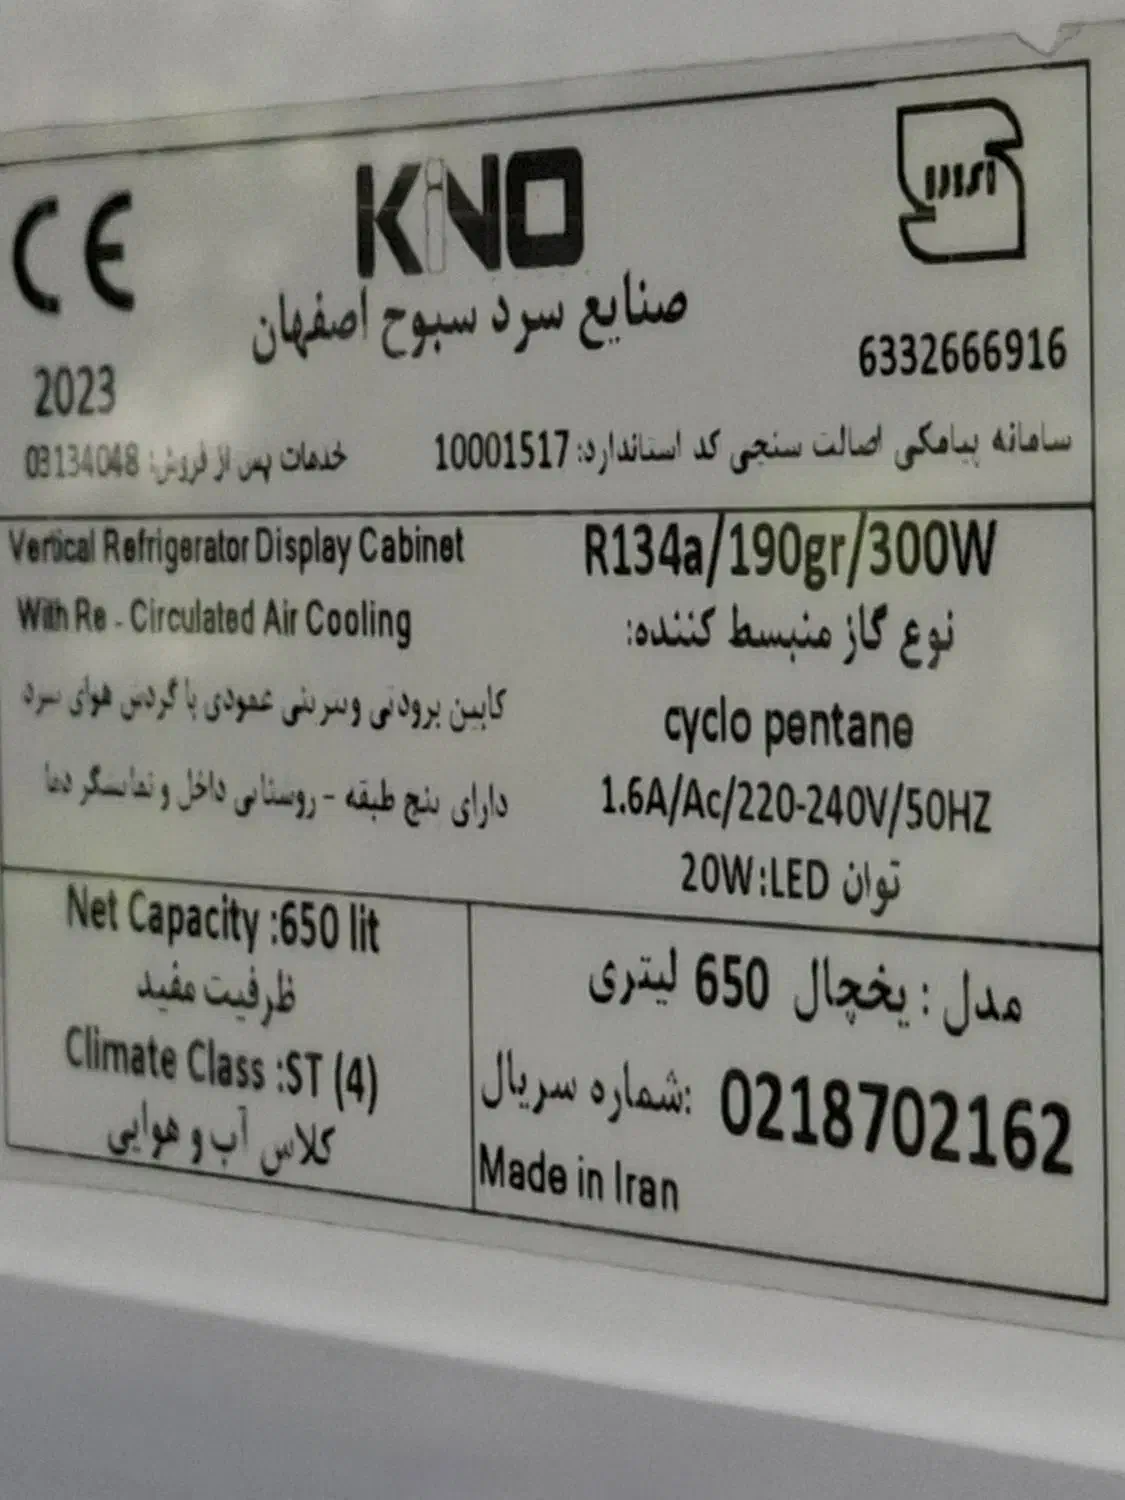 CE
KiNO
صنایع سرد سبوح اصفهان
2023
6332666916
سامانه پیامکی اصالت سنجی کد استاندارد: 10001517
خدمات پس از فروش: 03134048
Vertical Refrigerator Display Cabinet
With Re - Circulated Air Cooling
کابین برودتی ویترینی عمودی با گردش هوای سرد
دارای پنج طبقه - روشنایی داخل و نمایشگر دما
R134a/190gr/300W
نوع گاز منبسط کننده:
cyclo pentane
1.6A/Ac/220-240V/50HZ
توان 20W:LED
Net Capacity :650 lit
ظرفیت مفید
Climate Class :ST (4)
کلاس آب و هوایی
مدل : یخچال 650 لیتری
شماره سریال: 0218702162
Made in Iran